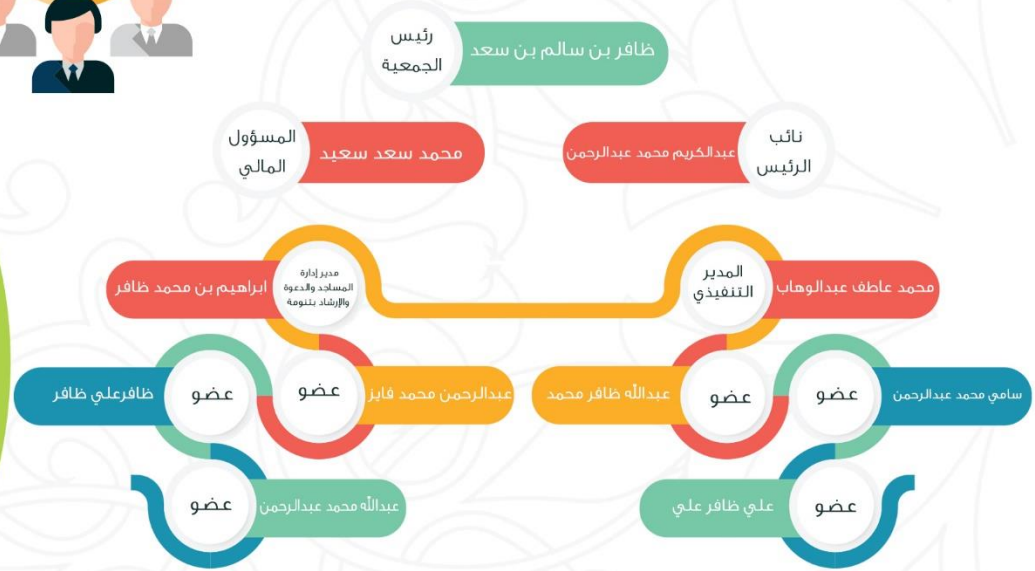 رئيس
الجمعية
ظافر بن سالم بن سعد
نائب
الرئيس
عبدالكريم محمد عبدالرحمن
المسؤول
المالي
محمد سعد سعيد
محمد عاطف عبدالوهاب
المدير
التنفيذي
مدير إدارة
المساجد والدعوة
والإرشاد بتنومة
ابراهيم بن محمد ظافر
سامي محمد عبدالرحمن
عضو
عضو
عبدالله ظافر محمد
عبدالرحمن محمد فايز
عضو
عضو
ظافرعلي ظافر
عضو
علي ظافر علي
عبدالله محمد عبدالرحمن
عضو